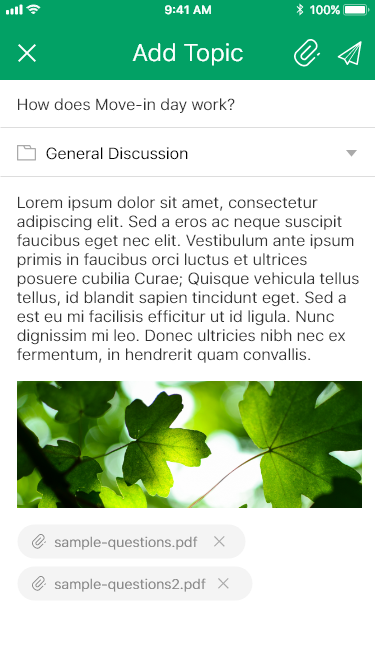 9:41 AM 100%
Add Topic
How does Move-in day work?
General Discussion
Lorem ipsum dolor sit amet, consectetur
adipiscing elit. Sed a eros ac neque suscipit
faucibus eget nec elit. Vestibulum ante ipsum
primis in faucibus orci luctus et ultrices
posuere cubilia Curae; Quisque vehicula tellus
tellus, id blandit sapien tincidunt eget. Sed a
est eu mi facilisis efficitur ut id ligula. Nunc
dignissim mi leo. Donec ultricies nibh nec ex
fermentum, in hendrerit quam convallis.
sample-questions.pdf
sample-questions2.pdf